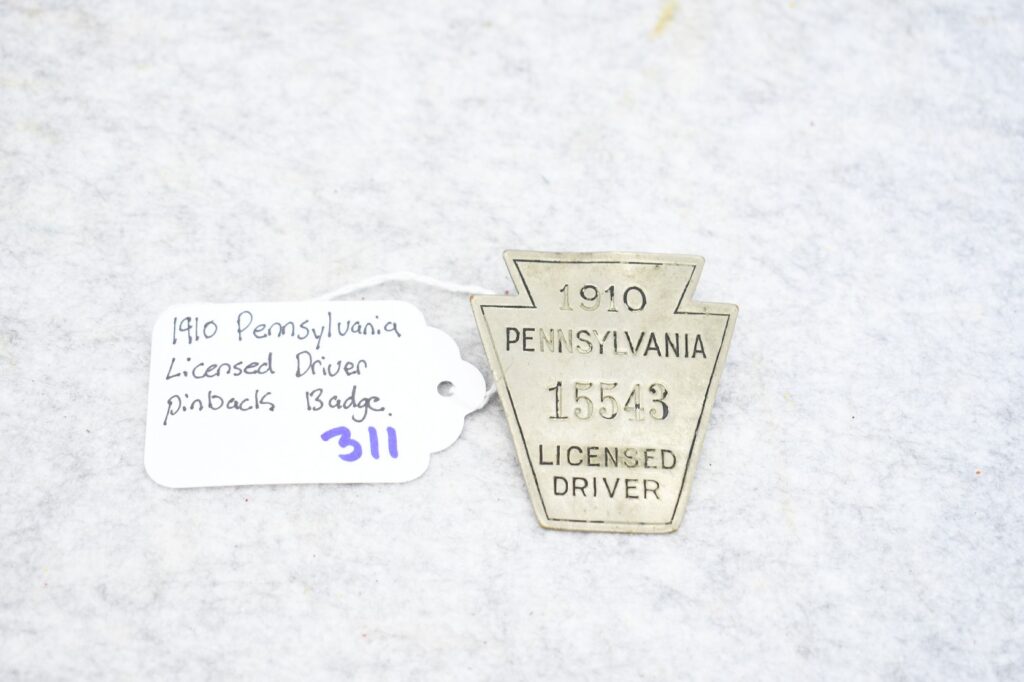 1910 Pennsylvania
Licensed Driver
pinback Badge.
311
1910
PENNSYLVANIA
15543
LICENSED
DRIVER